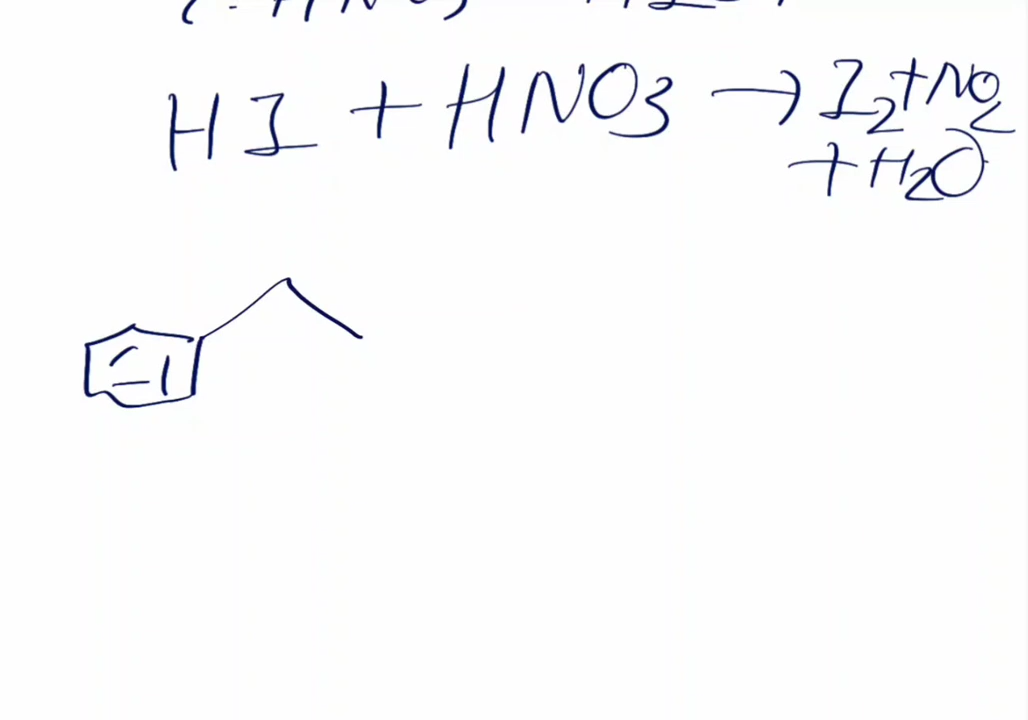 HI + HNO3 → I2 + NO2
+ H2O